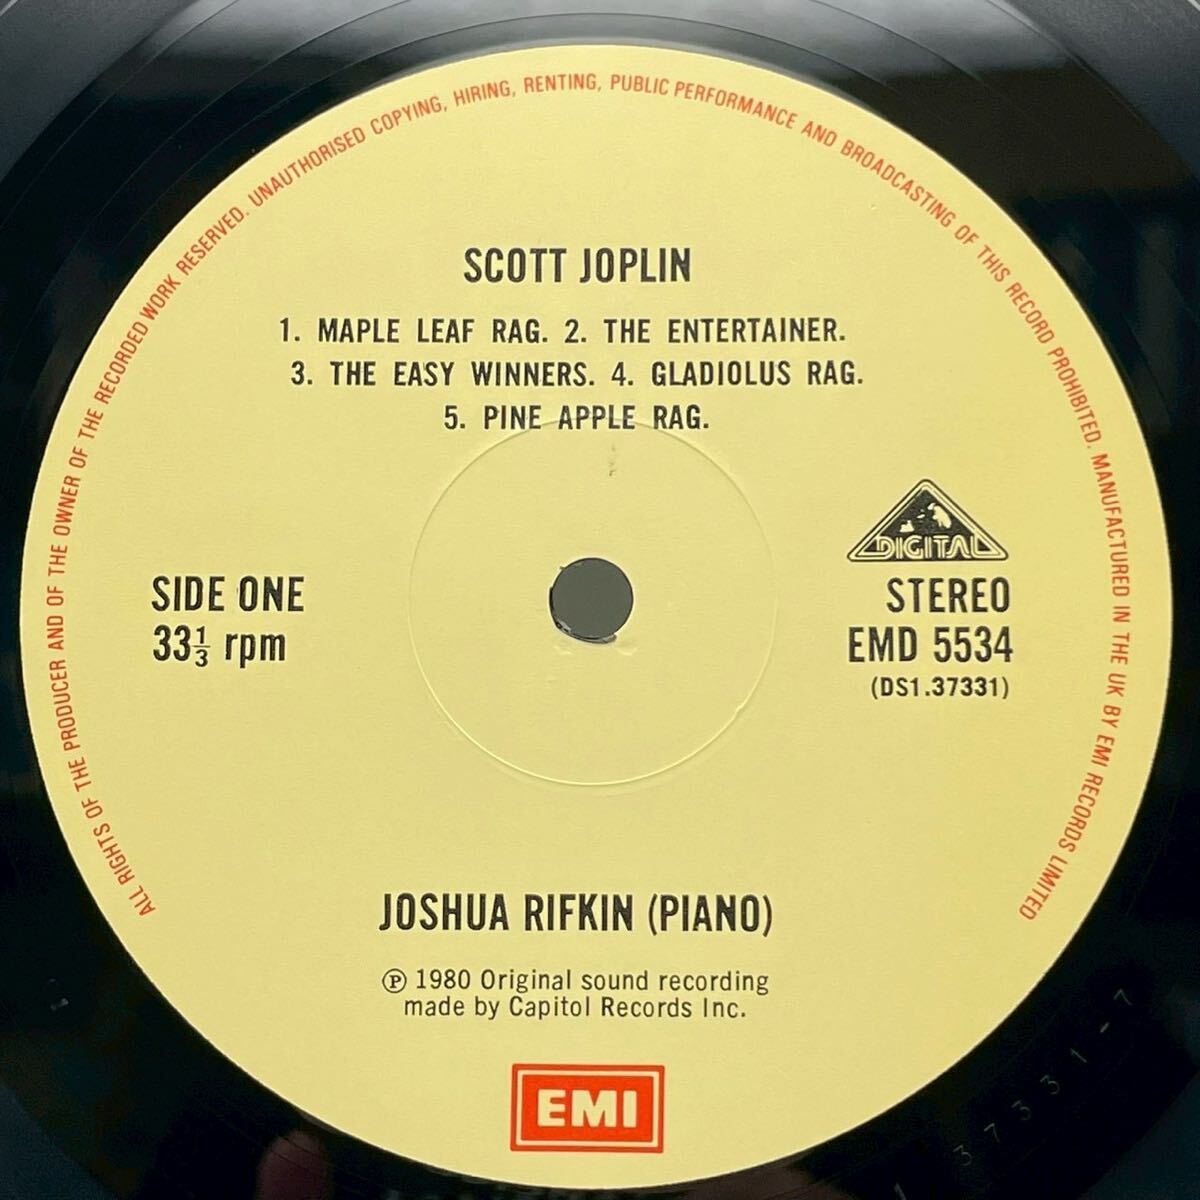 ALL RIGHTS OF THE PRODUCER AND OF THE OWNER OF THE RECORDED WORK RESERVED. UNAUTHORISED COPYING, HIRING, RENTING, PUBLIC PERFORMANCE AND BROADCASTING OF THIS RECORD PROHIBITED. MANUFACTURED IN THE UK BY EMI RECORDS LIMITED
SCOTT JOPLIN
1. MAPLE LEAF RAG. 2. THE ENTERTAINER.
3. THE EASY WINNERS. 4. GLADIOLUS RAG.
5. PINE APPLE RAG.
DIGITAL
SIDE ONE
33⅓ rpm
STEREO
EMD 5534
(DS1.37331)
JOSHUA RIFKIN (PIANO)
℗ 1980 Original sound recording
made by Capitol Records Inc.
EMI
37331-7